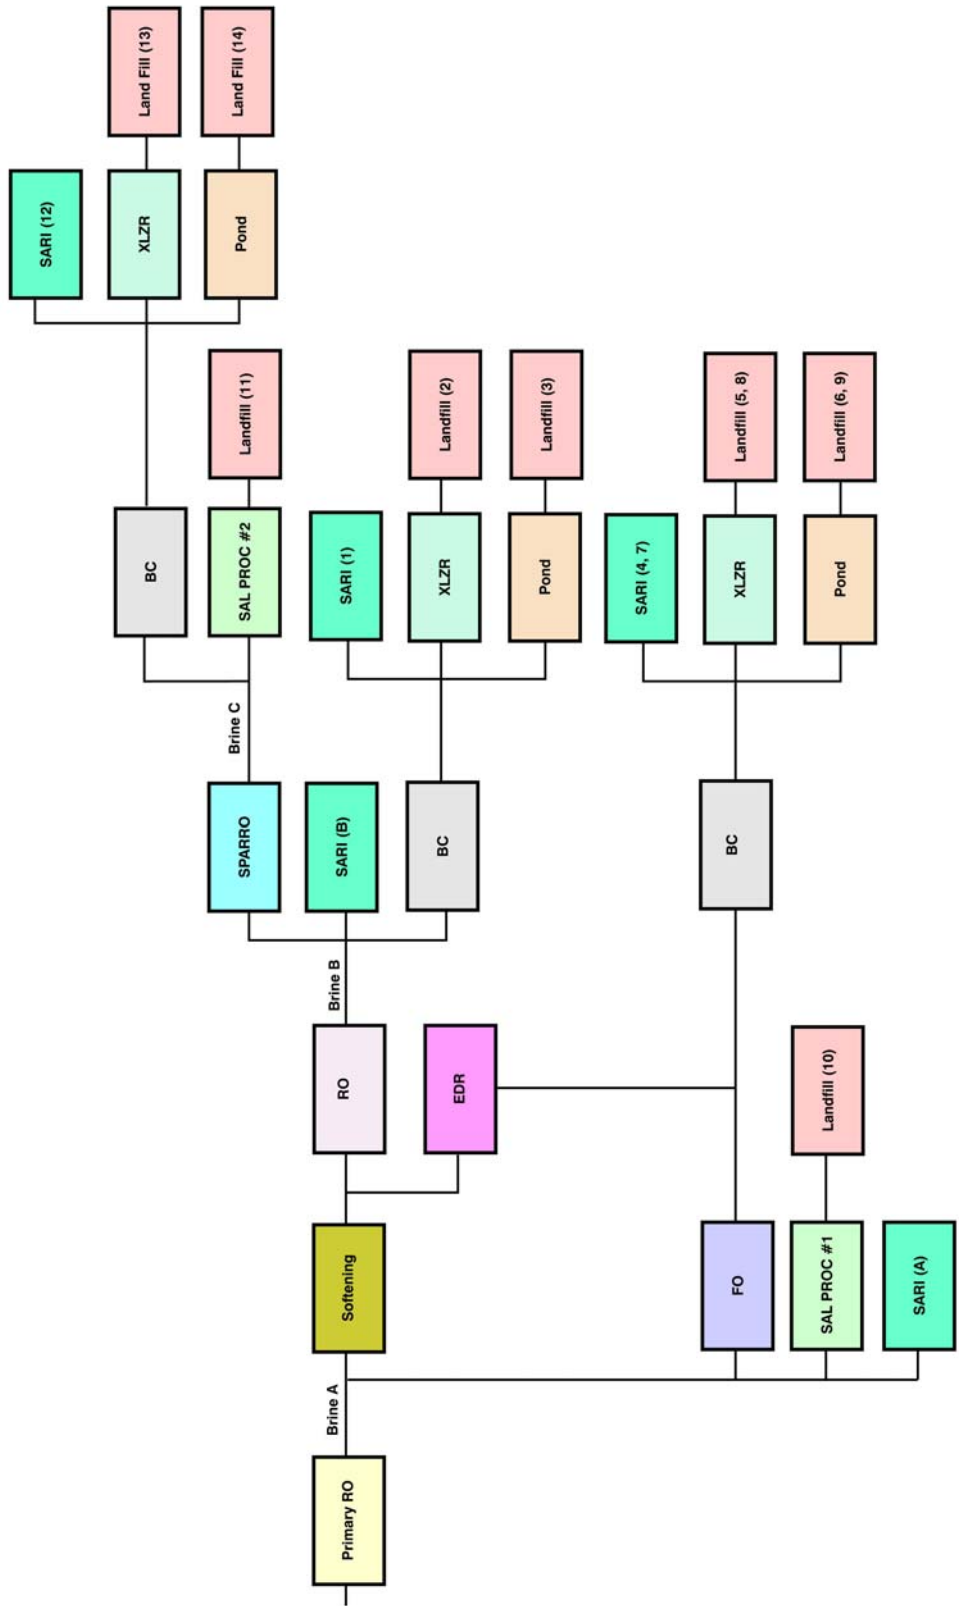 Primary RO
Brine A
Softening
RO
EDR
Brine B
SPARRO
SARI (B)
BC
Brine C
BC
SAL PROC #2
Landfill (11)
SARI (12)
XLZR
Land Fill (13)
Pond
Land Fill (14)
SARI (1)
XLZR
Landfill (2)
Pond
Landfill (3)
FO
SAL PROC #1
Landfill (10)
SARI (A)
BC
SARI (4, 7)
XLZR
Landfill (5, 8)
Pond
Landfill (6, 9)